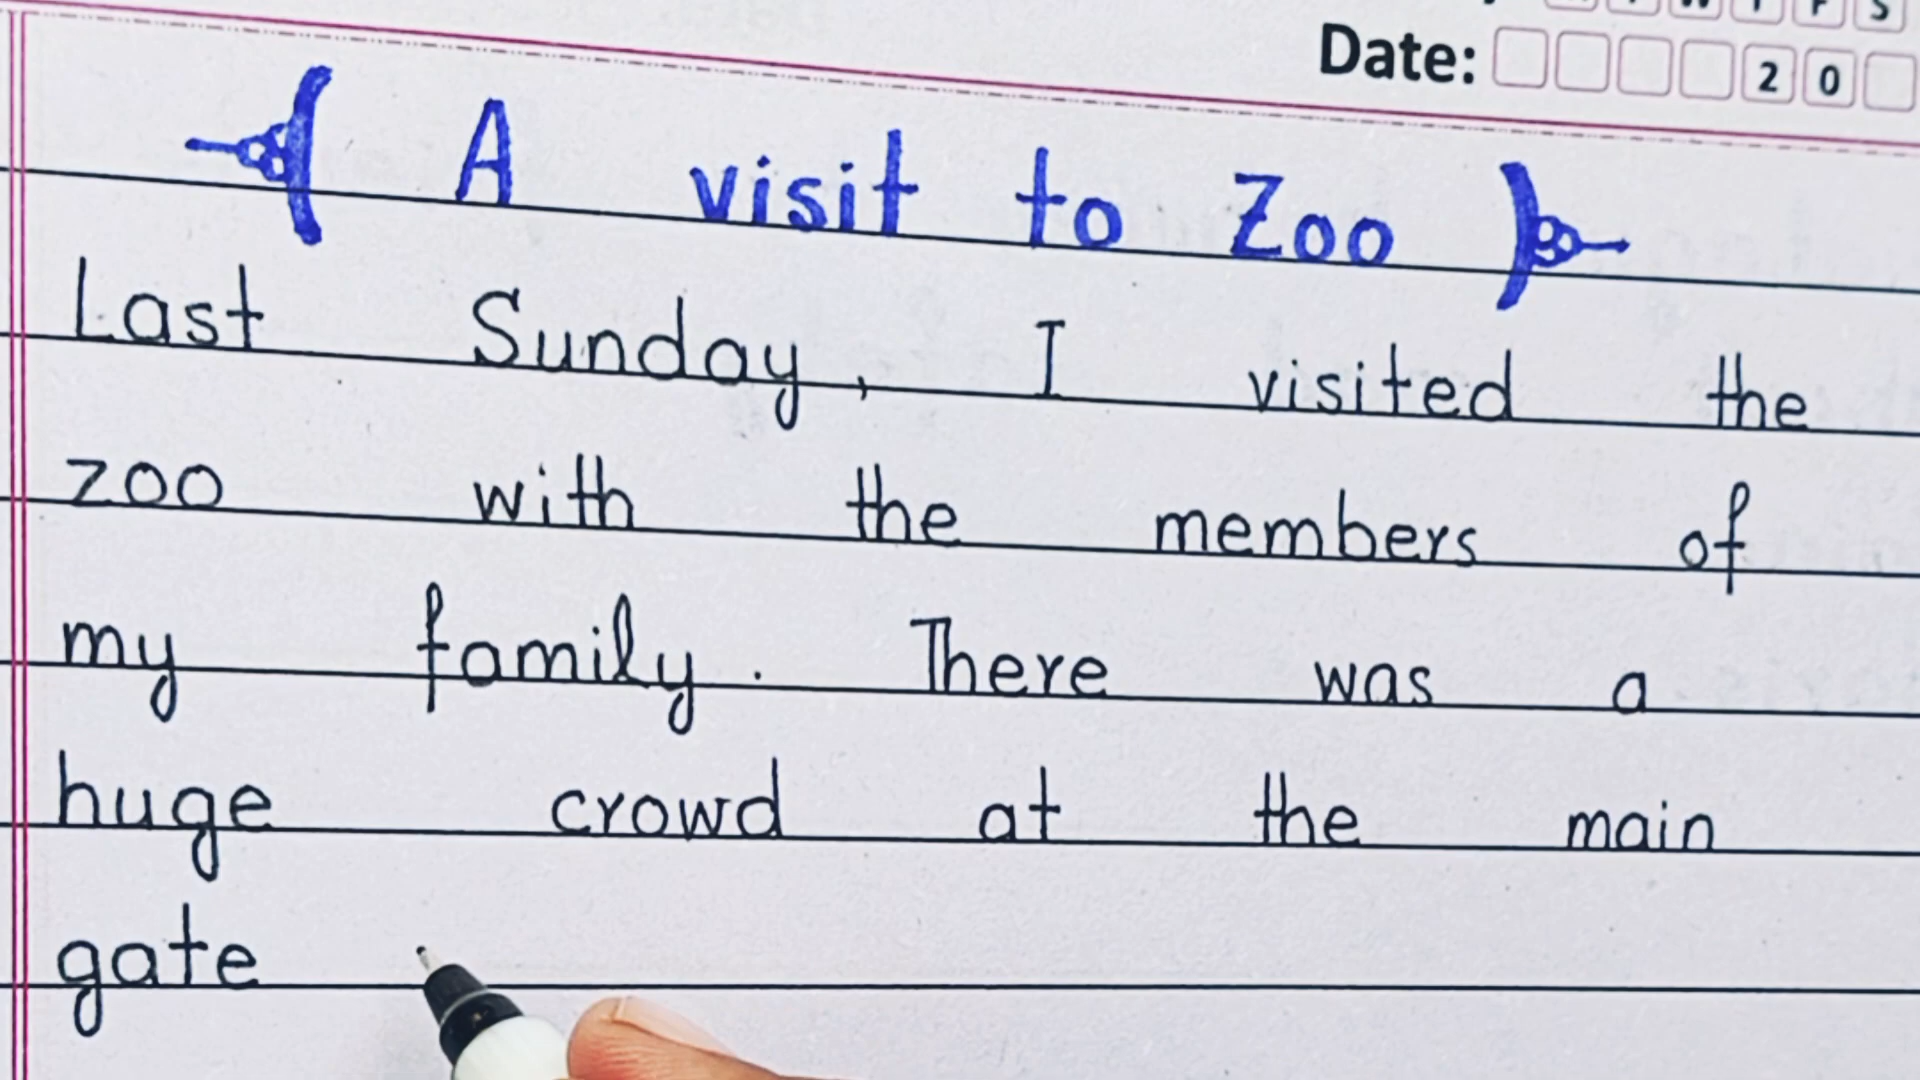 Date: 2 0
A visit to Zoo
Last Sunday, I visited the
zoo with the members of
my family. There was a
huge crowd at the main
gate